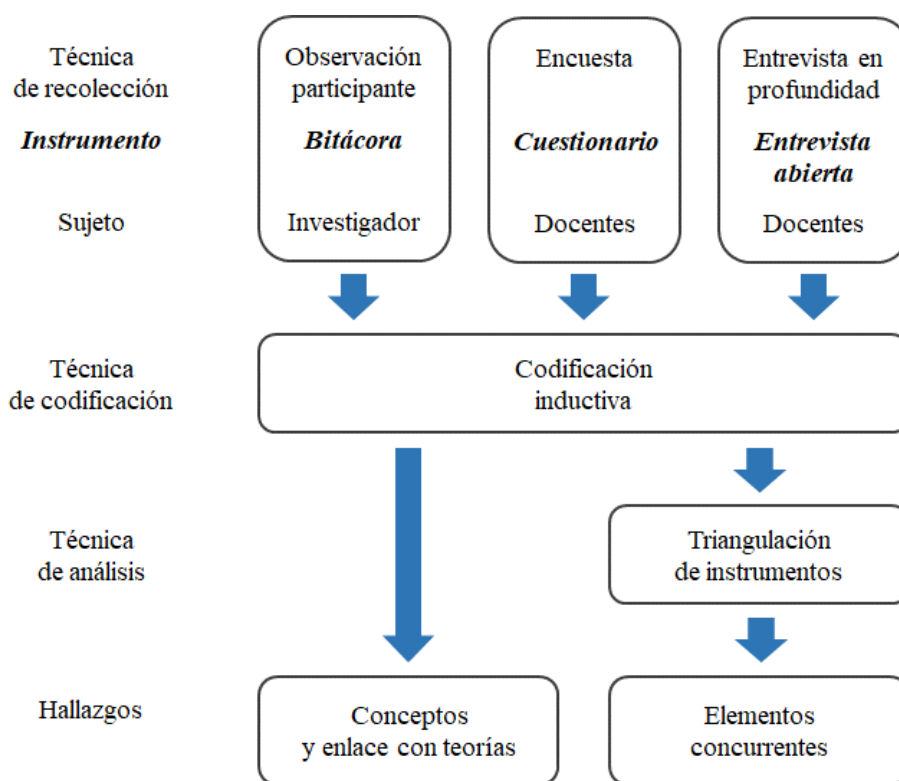 Técnica
de recolección
Observación
participante
Encuesta
Entrevista en
profundidad
Instrumento
Bitácora
Cuestionario
Entrevista
abierta
Sujeto
Investigador
Docentes
Docentes
Técnica
de codificación
Codificación
inductiva
Técnica
de análisis
Triangulación
de instrumentos
Hallazgos
Conceptos
y enlace con teorías
Elementos
concurrentes